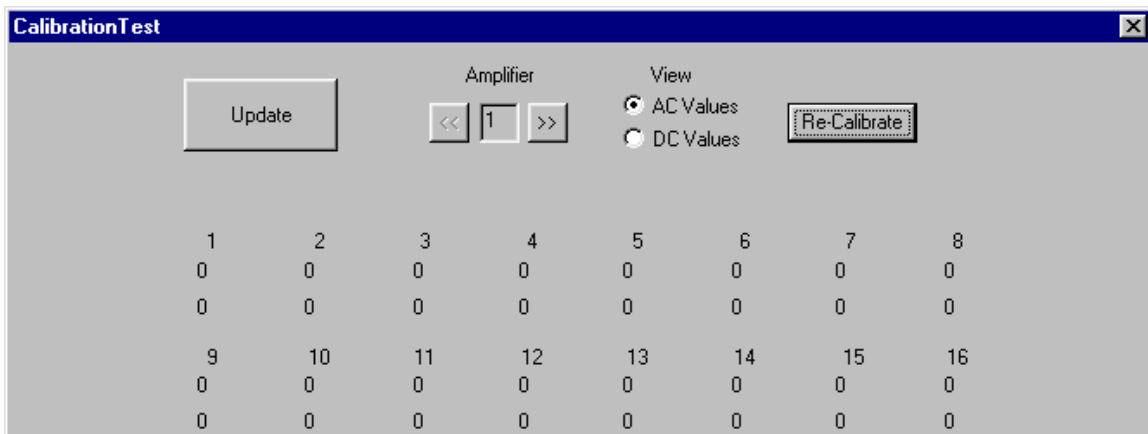 CalibrationTest
Amplifier
View
Update
<< 1 >>
AC Values
DC Values
Re-Calibrate
1 2 3 4 5 6 7 8
0 0 0 0 0 0 0 0
0 0 0 0 0 0 0 0
9 10 11 12 13 14 15 16
0 0 0 0 0 0 0 0
0 0 0 0 0 0 0 0